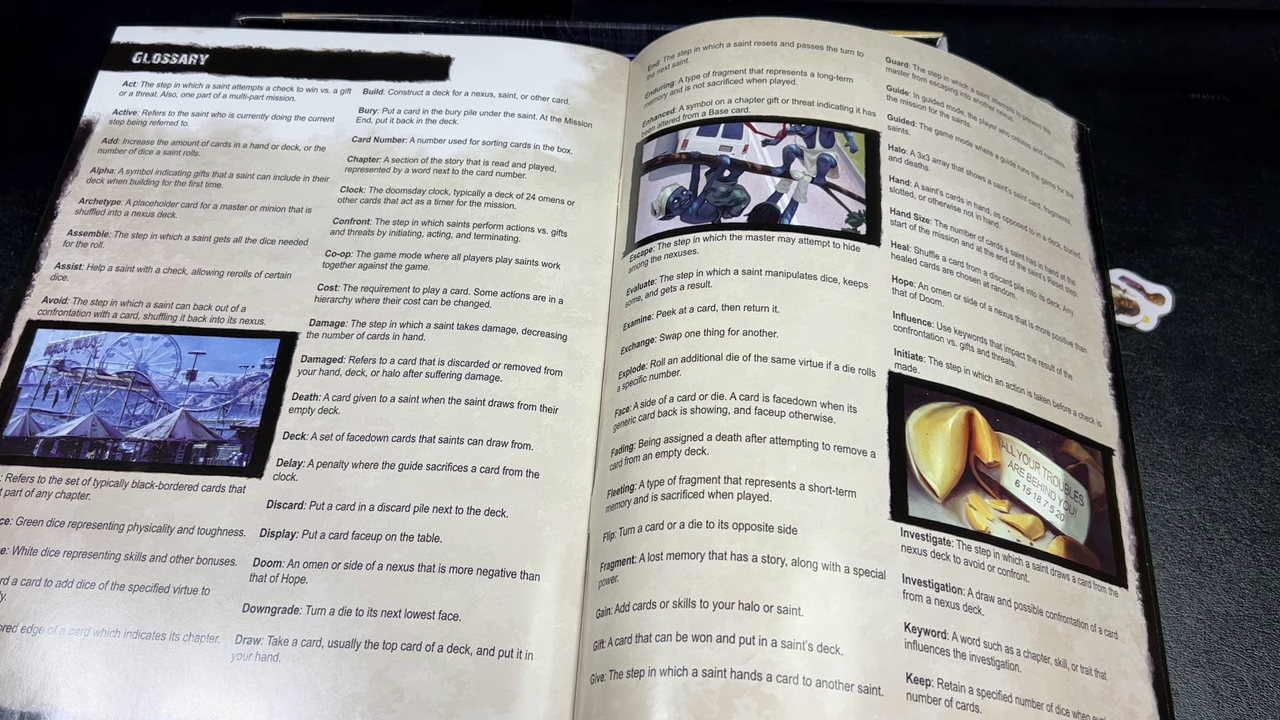 GLOSSARY
Act: The step in which a saint attempts a check to win vs. a gift
or a threat. Also, one part of a multi-part mission.
Active: Refers to the saint who is currently doing the current
step being referred to.
Add: Increase the amount of cards in a hand or deck, or the
number of dice a saint rolls.
Alpha: A symbol indicating gifts that a saint can include in their
deck when building for the first time.
Archetype: A placeholder card for a master or minion that is
shuffled into a nexus deck.
Assemble: The step in which a saint gets all the dice needed
for the roll.
Assist: Help a saint with a check, allowing rerolls of certain
dice.
Avoid: The step in which a saint can back out of a
confrontation with a card, shuffling it back into its nexus.
MAGIC MOUSE
: Refers to the set of typically black-bordered cards that
t part of any chapter.
ce: Green dice representing physicality and toughness.
e: White dice representing skills and other bonuses.
rd a card to add dice of the specified virtue to
y.
ored edge of a card which indicates its chapter.
Build: Construct a deck for a nexus, saint, or other card.
Bury: Put a card in the bury pile under the saint. At the Mission
End, put it back in the deck.
Card Number: A number used for sorting cards in the box.
Chapter: A section of the story that is read and played,
represented by a word next to the card number.
Clock: The doomsday clock, typically a deck of 24 omens or
other cards that act as a timer for the mission.
Confront: The step in which saints perform actions vs. gifts
and threats by initiating, acting, and terminating.
Co-op: The game mode where all players play saints work
together against the game.
Cost: The requirement to play a card. Some actions are in a
hierarchy where their cost can be changed.
Damage: The step in which a saint takes damage, decreasing
the number of cards in hand.
Damaged: Refers to a card that is discarded or removed from
your hand, deck, or halo after suffering damage.
Death: A card given to a saint when the saint draws from their
empty deck.
Deck: A set of facedown cards that saints can draw from.
Delay: A penalty where the guide sacrifices a card from the
clock.
Discard: Put a card in a discard pile next to the deck.
Display: Put a card faceup on the table.
Doom: An omen or side of a nexus that is more negative than
that of Hope.
Downgrade: Turn a die to its next lowest face.
Draw: Take a card, usually the top card of a deck, and put it in
your hand.
End: The step in which a saint resets and passes the turn to
the next saint.
Enduring: A type of fragment that represents a long-term
memory and is not sacrificed when played.
Enhanced: A symbol on a chapter gift or threat indicating it has
been altered from a Base card.
Escape: The step in which the master may attempt to hide
among the nexuses.
Evaluate: The step in which a saint manipulates dice, keeps
some, and gets a result.
Examine: Peek at a card, then return it.
Exchange: Swap one thing for another.
Explode: Roll an additional die of the same virtue if a die rolls
a specific number.
Face: A side of a card or die. A card is facedown when its
generic card back is showing, and faceup otherwise.
Fading: Being assigned a death after attempting to remove a
card from an empty deck.
Fleeting: A type of fragment that represents a short-term
memory and is sacrificed when played.
Flip: Turn a card or a die to its opposite side
Fragment: A lost memory that has a story, along with a special
power.
Gain: Add cards or skills to your halo or saint.
Gift: A card that can be won and put in a saint's deck.
Give: The step in which a saint hands a card to another saint.
Guard: The step in which a saint attempts to prevent the
master from escaping into another nexus.
Guide: In guided mode, the player who creates and narrates
the mission for the saints.
Guided: The game mode where a guide runs the game for the
saints.
Halo: A 3x3 array that shows a saint's saint card, fragments,
and deaths.
Hand: A saint's cards in hand, as opposed to in a deck, buried,
slotted, or otherwise not in hand.
Hand Size: The number of cards a saint has in hand at the
start of the mission and at the end of the saint's Reset step.
Heal: Shuffle a card from a discard pile into its deck. Any
healed cards are chosen at random.
Hope: An omen or side of a nexus that is more positive than
that of Doom.
Influence: Use keywords that impact the result of the
confrontation vs. gifts and threats.
Initiate: The step in which an action is taken before a check is
made.
ALL YOUR TROUBLES
ARE BEHIND YOU!
6 15 18 7 5 20
Investigate: The step in which a saint draws a card from the
nexus deck to avoid or confront.
Investigation: A draw and possible confrontation of a card
from a nexus deck.
Keyword: A word such as a chapter, skill, or trait that
influences the investigation.
Keep: Retain a specified number of dice when
number of cards.